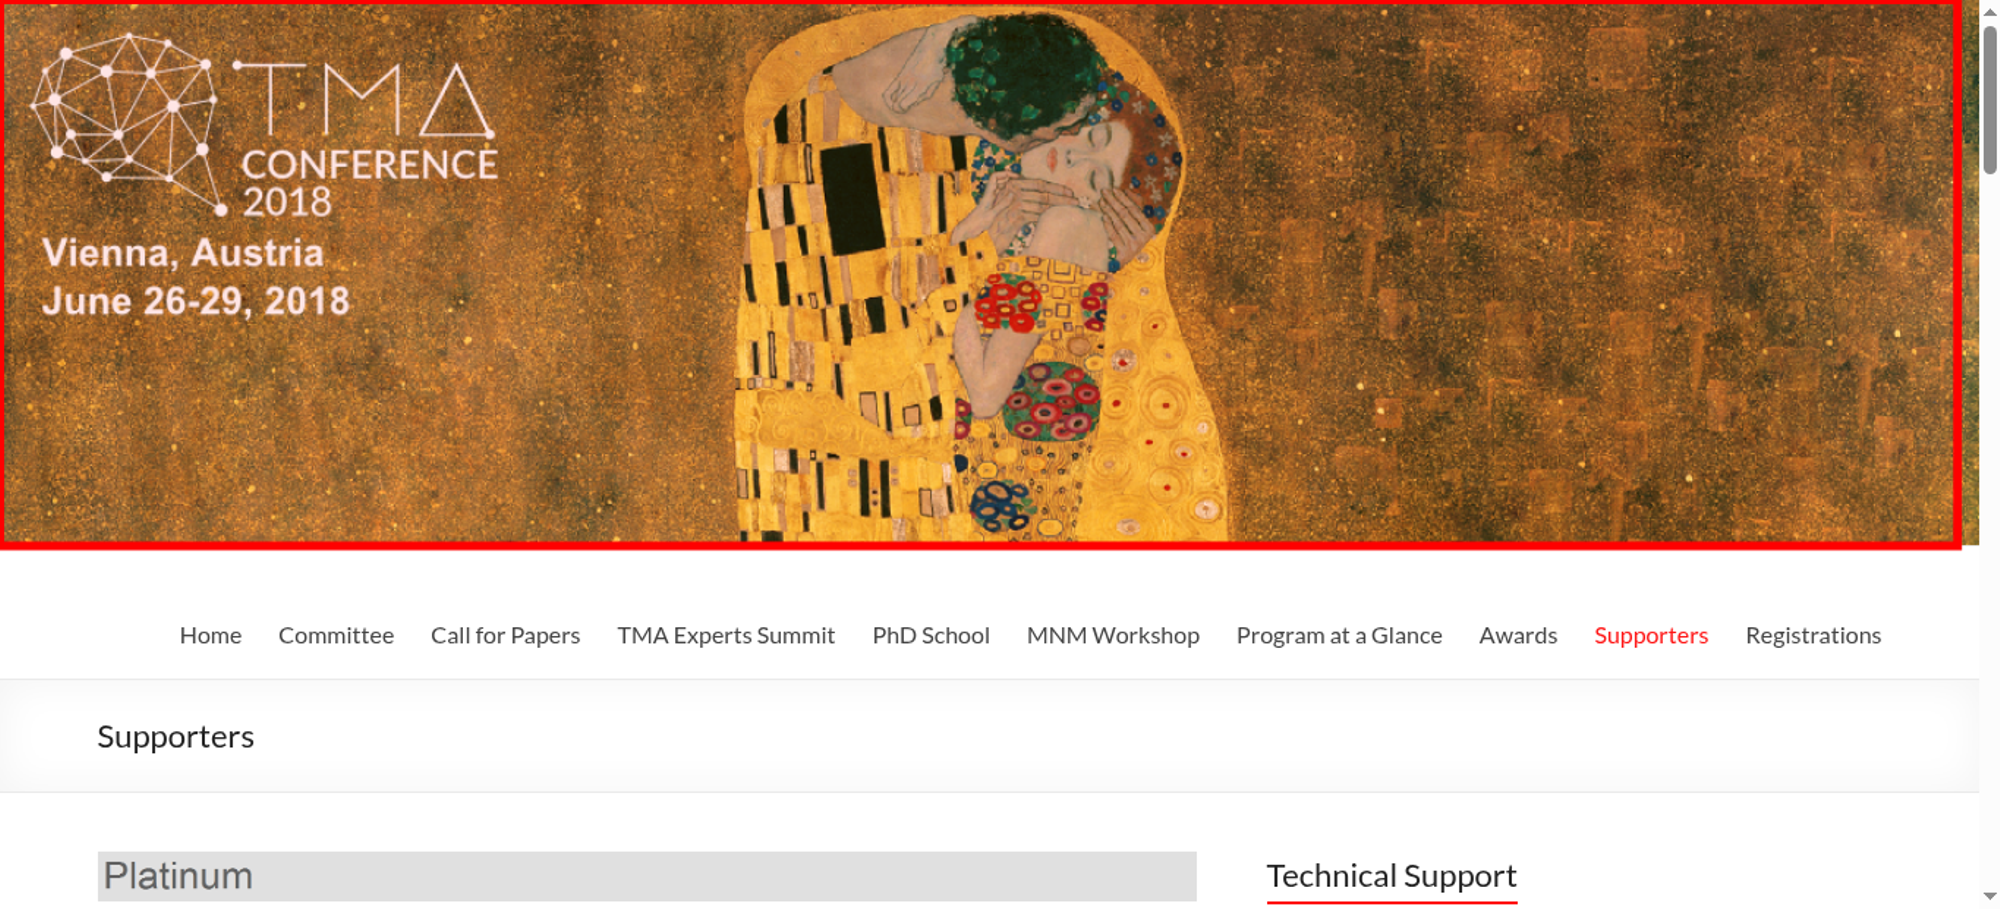 TMA
CONFERENCE
2018
Vienna, Austria
June 26-29, 2018
Home Committee Call for Papers TMA Experts Summit PhD School MNM Workshop Program at a Glance Awards Supporters Registrations
Supporters
Platinum
Technical Support